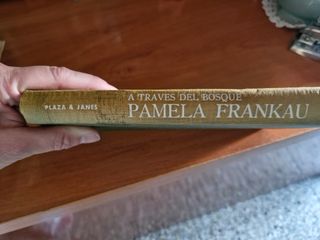 PLAZA & JANES
A TRAVES DEL BOSQUE
PAMELA FRANKAU